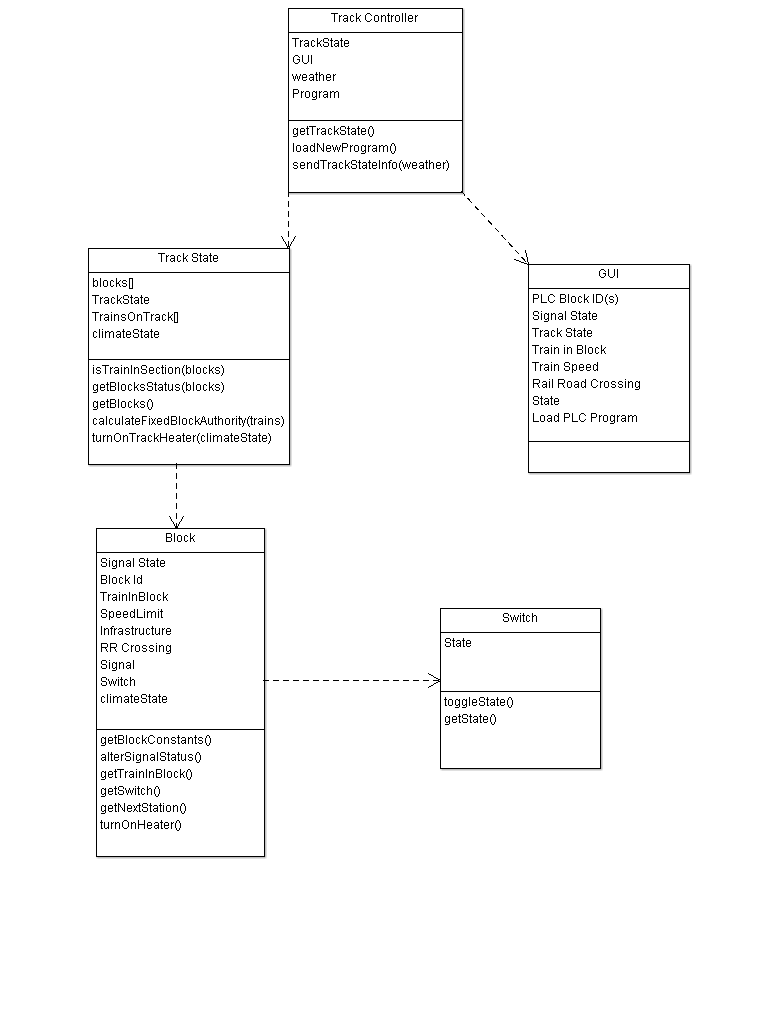 Track Controller
TrackState
GUI
weather
Program
getTrackState()
loadNewProgram()
sendTrackStateInfo(weather)
Track State
blocks[]
TrackState
TrainsOnTrack[]
climateState
isTrainInSection(blocks)
getBlocksStatus(blocks)
getBlocks()
calculateFixedBlockAuthority(trains)
turnOnTrackHeater(climateState)
GUI
PLC Block ID(s)
Signal State
Track State
Train in Block
Train Speed
Rail Road Crossing
State
Load PLC Program
Block
Signal State
Block Id
TrainInBlock
SpeedLimit
Infrastructure
RR Crossing
Signal
Switch
climateState
getBlockConstants()
alterSignalStatus()
getTrainInBlock()
getSwitch()
getNextStation()
turnOnHeater()
Switch
State
toggleState()
getState()